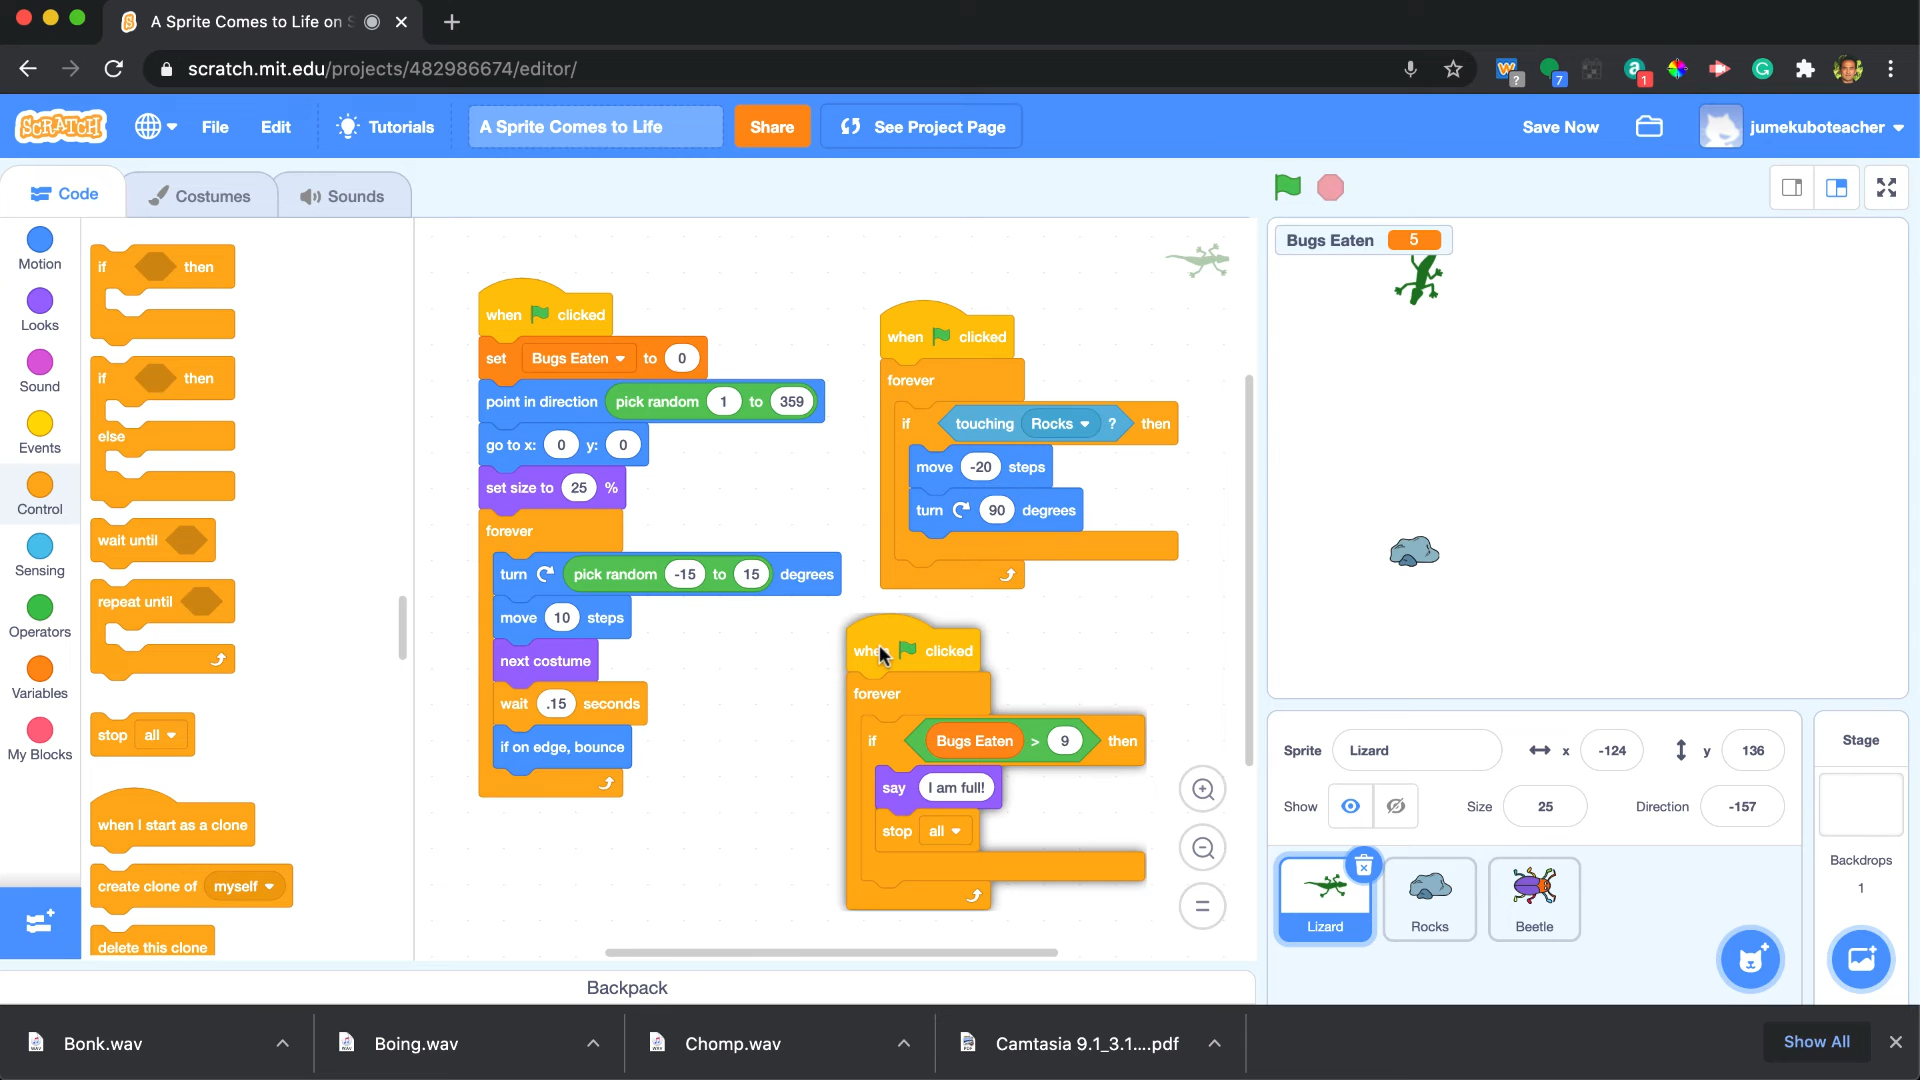 A Sprite Comes to Life on S
scratch.mit.edu/projects/482986674/editor/
?
7
1
SCRATCH
File
Edit
Tutorials
A Sprite Comes to Life
Share
See Project Page
Save Now
jumekuboteacher
Code
Costumes
Sounds
Motion
Looks
Sound
Events
Control
Sensing
Operators
Variables
My Blocks
if then
if then
else
wait until
repeat until
stop all
when I start as a clone
create clone of myself
delete this clone
when clicked
set Bugs Eaten to 0
point in direction pick random 1 to 359
go to x: 0 y: 0
set size to 25 %
forever
turn pick random -15 to 15 degrees
move 10 steps
next costume
wait .15 seconds
if on edge, bounce
when clicked
forever
if touching Rocks ? then
move -20 steps
turn 90 degrees
when clicked
forever
if Bugs Eaten > 9 then
say I am full!
stop all
Backpack
Bugs Eaten 5
Sprite Lizard x -124 y 136
Show Size 25 Direction -157
Lizard
Rocks
Beetle
Stage
Backdrops
1
Bonk.wav
Boing.wav
Chomp.wav
Camtasia 9.1_3.1....pdf
Show All